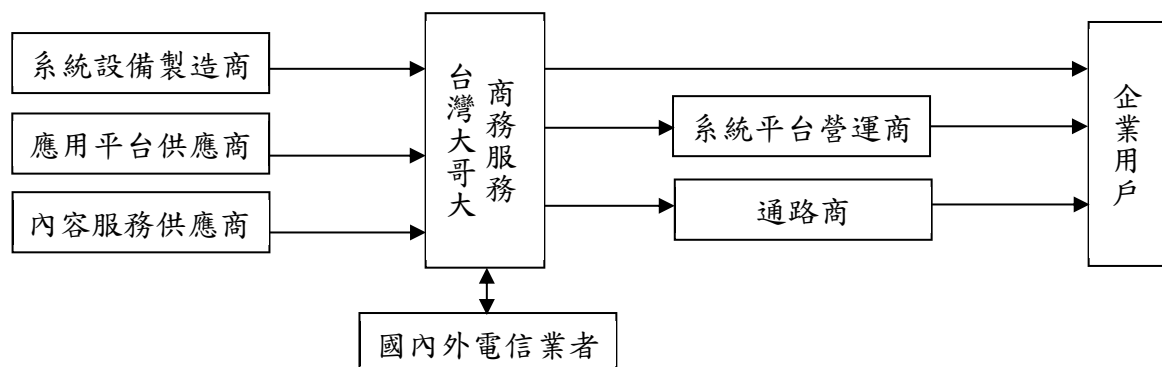 系統設備製造商
應用平台供應商
內容服務供應商
台灣大哥大
商務服務
系統平台營運商
通路商
企業用戶
國內外電信業者